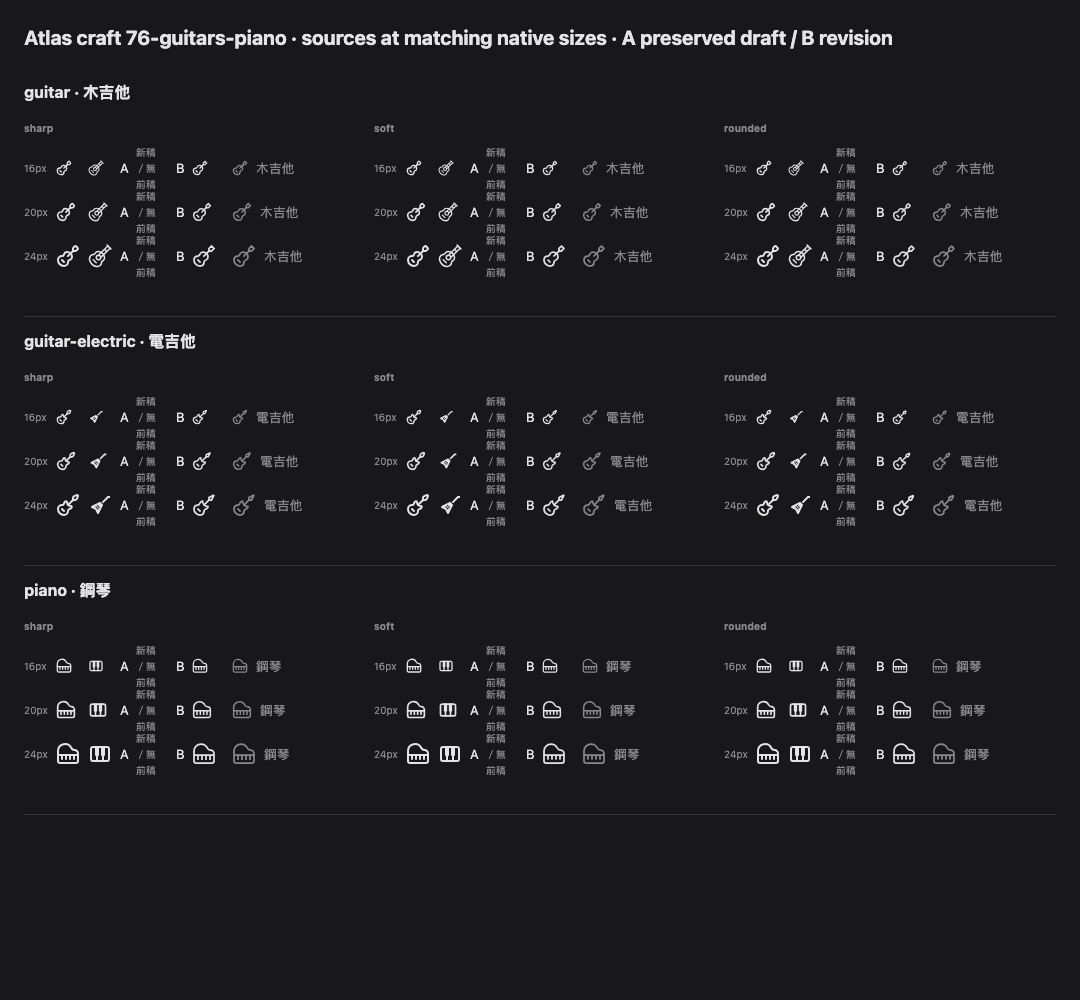 Atlas craft 76-guitars-piano · sources at matching native sizes · A preserved draft / B revision
guitar · 木吉他
sharp
soft
rounded
16px A 新稿 / 無前稿 B 木吉他
16px A 新稿 / 無前稿 B 木吉他
16px A 新稿 / 無前稿 B 木吉他
20px A 新稿 / 無前稿 B 木吉他
20px A 新稿 / 無前稿 B 木吉他
20px A 新稿 / 無前稿 B 木吉他
24px A 新稿 / 無前稿 B 木吉他
24px A 新稿 / 無前稿 B 木吉他
24px A 新稿 / 無前稿 B 木吉他
guitar-electric · 電吉他
sharp
soft
rounded
16px A 新稿 / 無前稿 B 電吉他
16px A 新稿 / 無前稿 B 電吉他
16px A 新稿 / 無前稿 B 電吉他
20px A 新稿 / 無前稿 B 電吉他
20px A 新稿 / 無前稿 B 電吉他
20px A 新稿 / 無前稿 B 電吉他
24px A 新稿 / 無前稿 B 電吉他
24px A 新稿 / 無前稿 B 電吉他
24px A 新稿 / 無前稿 B 電吉他
piano · 鋼琴
sharp
soft
rounded
16px A 新稿 / 無前稿 B 鋼琴
16px A 新稿 / 無前稿 B 鋼琴
16px A 新稿 / 無前稿 B 鋼琴
20px A 新稿 / 無前稿 B 鋼琴
20px A 新稿 / 無前稿 B 鋼琴
20px A 新稿 / 無前稿 B 鋼琴
24px A 新稿 / 無前稿 B 鋼琴
24px A 新稿 / 無前稿 B 鋼琴
24px A 新稿 / 無前稿 B 鋼琴